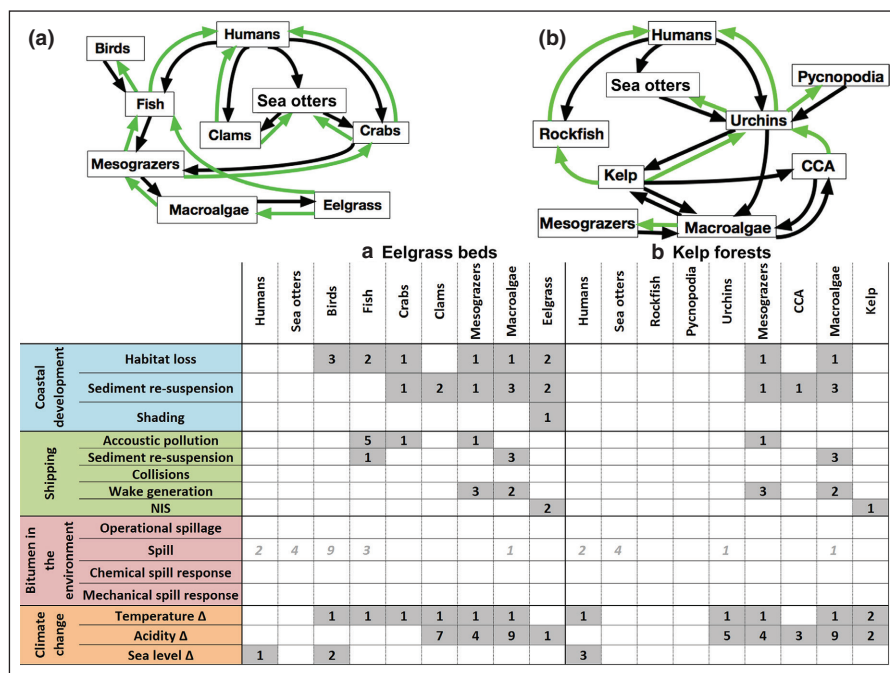 (a)
Humans
Birds
Fish
Sea otters
Clams
Crabs
Mesograzers
Macroalgae
Eelgrass
(b)
Humans
Sea otters
Pycnopodia
Rockfish
Urchins
Kelp
CCA
Mesograzers
Macroalgae
a Eelgrass beds
b Kelp forests
Humans Sea otters Birds Fish Crabs Clams Mesograzers Macroalgae Eelgrass Humans Sea otters Rockfish Pycnopodia Urchins Mesograzers CCA Macroalgae Kelp
Coastal development
Habitat loss 3 2 1 1 1 2 1 1
Sediment re-suspension 1 2 1 3 2 1 1 3
Shading 1
Shipping
Accoustic pollution 5 1 1 1
Sediment re-suspension 1 3 3
Collisions
Wake generation 3 2 3 2
NIS 2 1
Bitumen in the environment
Operational spillage
Spill 2 4 9 3 1 2 4 1 1
Chemical spill response
Mechanical spill response
Climate change
Temperature Δ 1 1 1 1 1 1 1 1 1 1 2
Acidity Δ 7 4 9 1 5 4 3 9 2
Sea level Δ 1 2 3